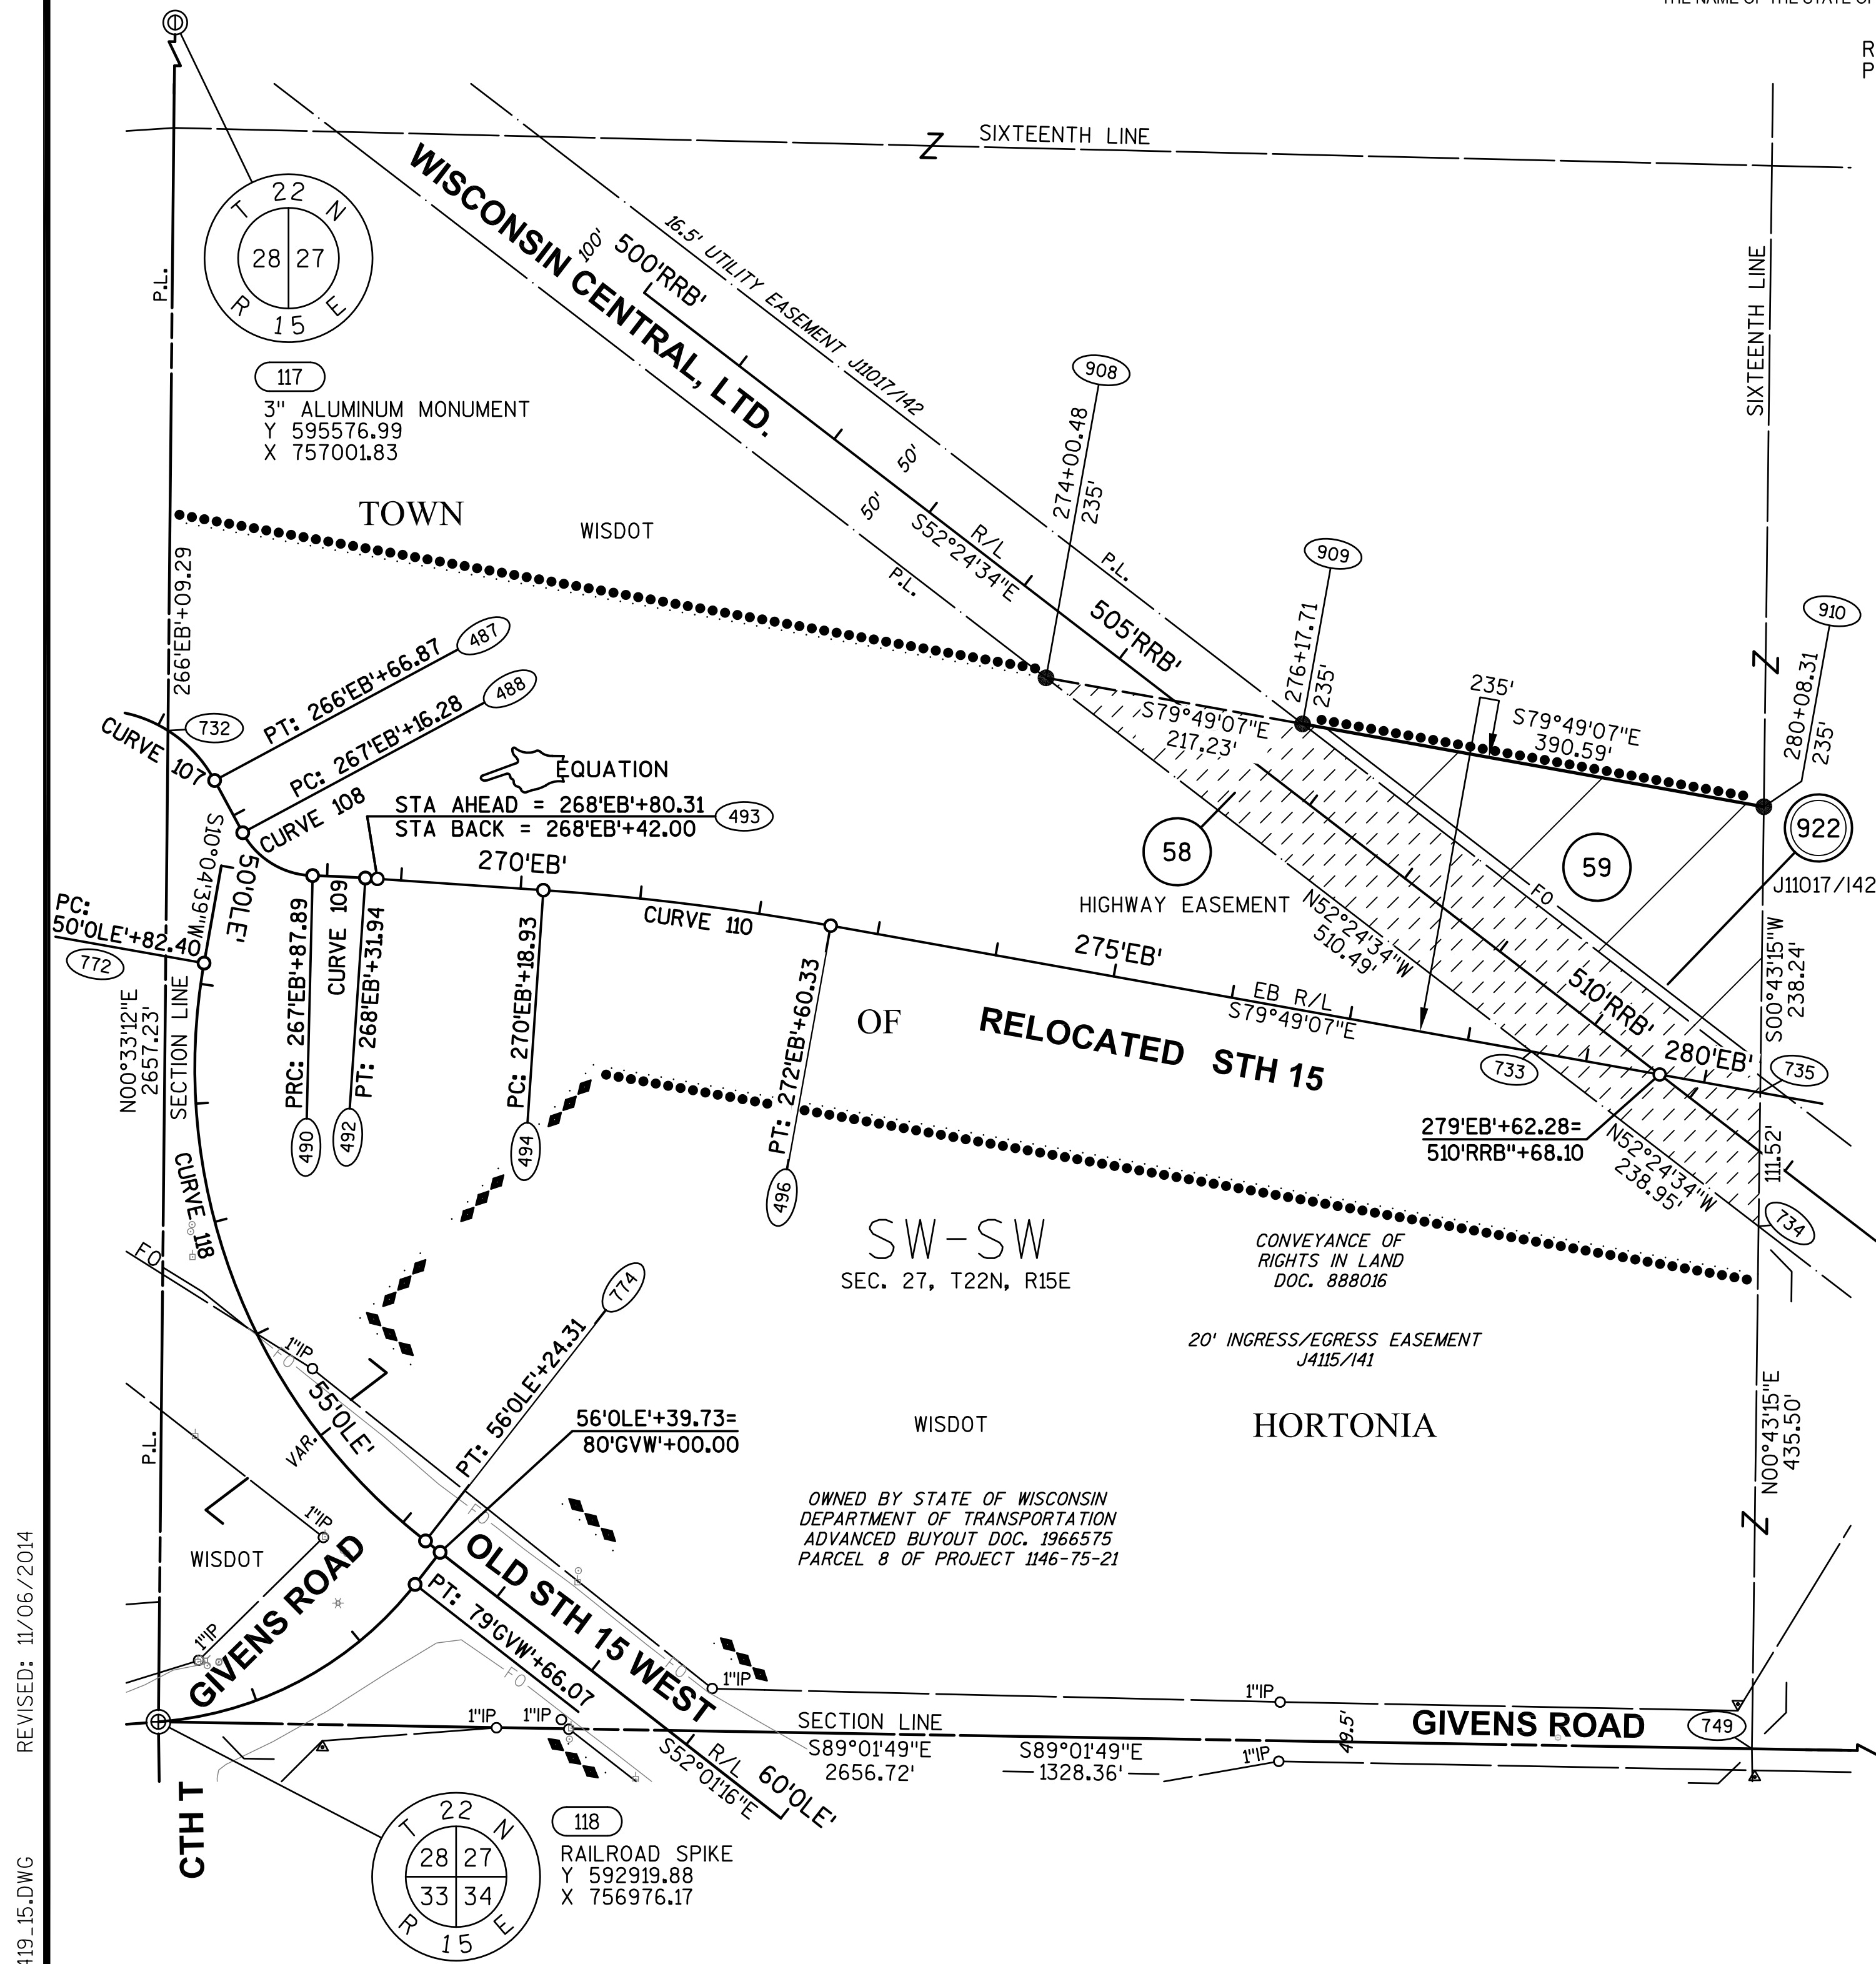 SIXTEENTH LINE
Z
T 22 N
28 27
R 15 E
117
3" ALUMINUM MONUMENT
Y 595576.99
X 757001.83
P.L.
WISCONSIN CENTRAL, LTD.
100'
500'RRB'
16.5' UTILITY EASEMENT J11017/142
50'
50'
S52°24'34"E
R/L
P.L.
P.L.
505'RRB'
908
274+00.48
235'
909
276+17.71
235'
SIXTEENTH LINE
Z
910
280+08.31
235'
TOWN
WISDOT
266'EB'+09.29
732
CURVE 107
PT: 266'EB'+66.87
487
PC: 267'EB'+16.28
488
CURVE 108
EQUATION
STA AHEAD = 268'EB'+80.31
STA BACK = 268'EB'+42.00
493
270'EB'
S79°49'07"E
217.23'
235'
S79°49'07"E
390.59'
922
J11017/142
58
59
HIGHWAY EASEMENT
FO
S10°04'39"W
50'OLE'
PC:
50'OLE'+82.40
772
N00°33'12"E
2657.23'
SECTION LINE
PRC: 267'EB'+87.89
490
CURVE 109
PT: 268'EB'+31.94
492
PC: 270'EB'+18.93
494
CURVE 110
PT: 272'EB'+60.33
496
275'EB'
EB R/L
S79°49'07"E
N52°24'34"W
510.49'
510'RRB'
280'EB'
S00°43'15"W
238.24'
733
735
OF
RELOCATED STH 15
279'EB'+62.28=
510'RRB''+68.10
N52°24'34"W
238.95'
111.52'
734
CURVE 118
FO
SW-SW
SEC. 27, T22N, R15E
CONVEYANCE OF
RIGHTS IN LAND
DOC. 888016
20' INGRESS/EGRESS EASEMENT
J4115/141
N00°43'15"E
435.50'
774
PT: 56'OLE'+24.31
1"IP
FO
55'OLE'
VAR.
P.L.
56'OLE'+39.73=
80'GVW'+00.00
WISDOT
HORTONIA
OWNED BY STATE OF WISCONSIN
DEPARTMENT OF TRANSPORTATION
ADVANCED BUYOUT DOC. 1966575
PARCEL 8 OF PROJECT 1146-75-21
Z
WISDOT
1"IP
1"IP
GIVENS ROAD
FO
OLD STH 15 WEST
PT: 79'GVW'+66.07
FO
FO
1"IP
1"IP
1"IP
1"IP
1"IP
SECTION LINE
S89°01'49"E
2656.72'
S89°01'49"E
1328.36'
49.5'
GIVENS ROAD
749
R/L
S52°01'16"E
60'OLE'
CTH T
T 22 N
28 27
33 34
R 15 E
118
RAILROAD SPIKE
Y 592919.88
X 756976.17
REVISED: 11/06/2014
419_15.DWG